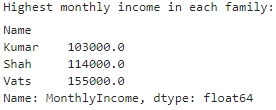 Highest monthly income in each family:
Name
Kumar    103000.0
Shah     114000.0
Vats     155000.0
Name: MonthlyIncome, dtype: float64